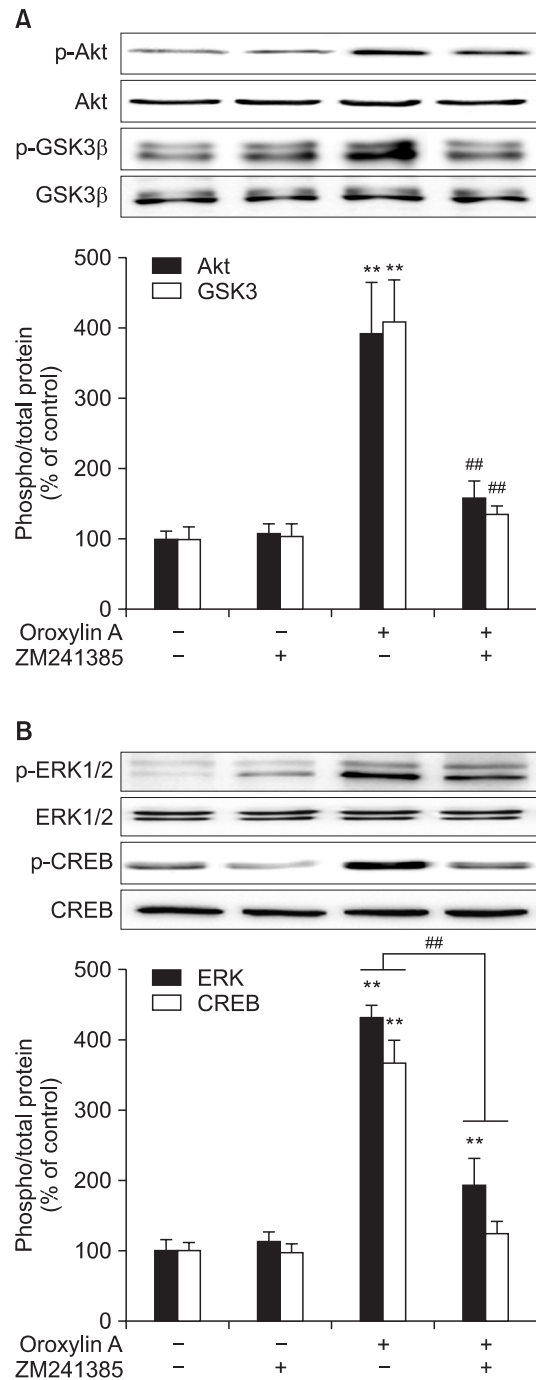 A
p-Akt
Akt
p-GSK3β
GSK3β
500
400
300
200
100
0
Phospho/total protein
(% of control)
Akt
GSK3
** **
##
##
Oroxylin A − − + +
ZM241385 − + − +
B
p-ERK1/2
ERK1/2
p-CREB
CREB
500
400
300
200
100
0
Phospho/total protein
(% of control)
ERK
CREB
##
**
**
**
Oroxylin A − − + +
ZM241385 − + − +